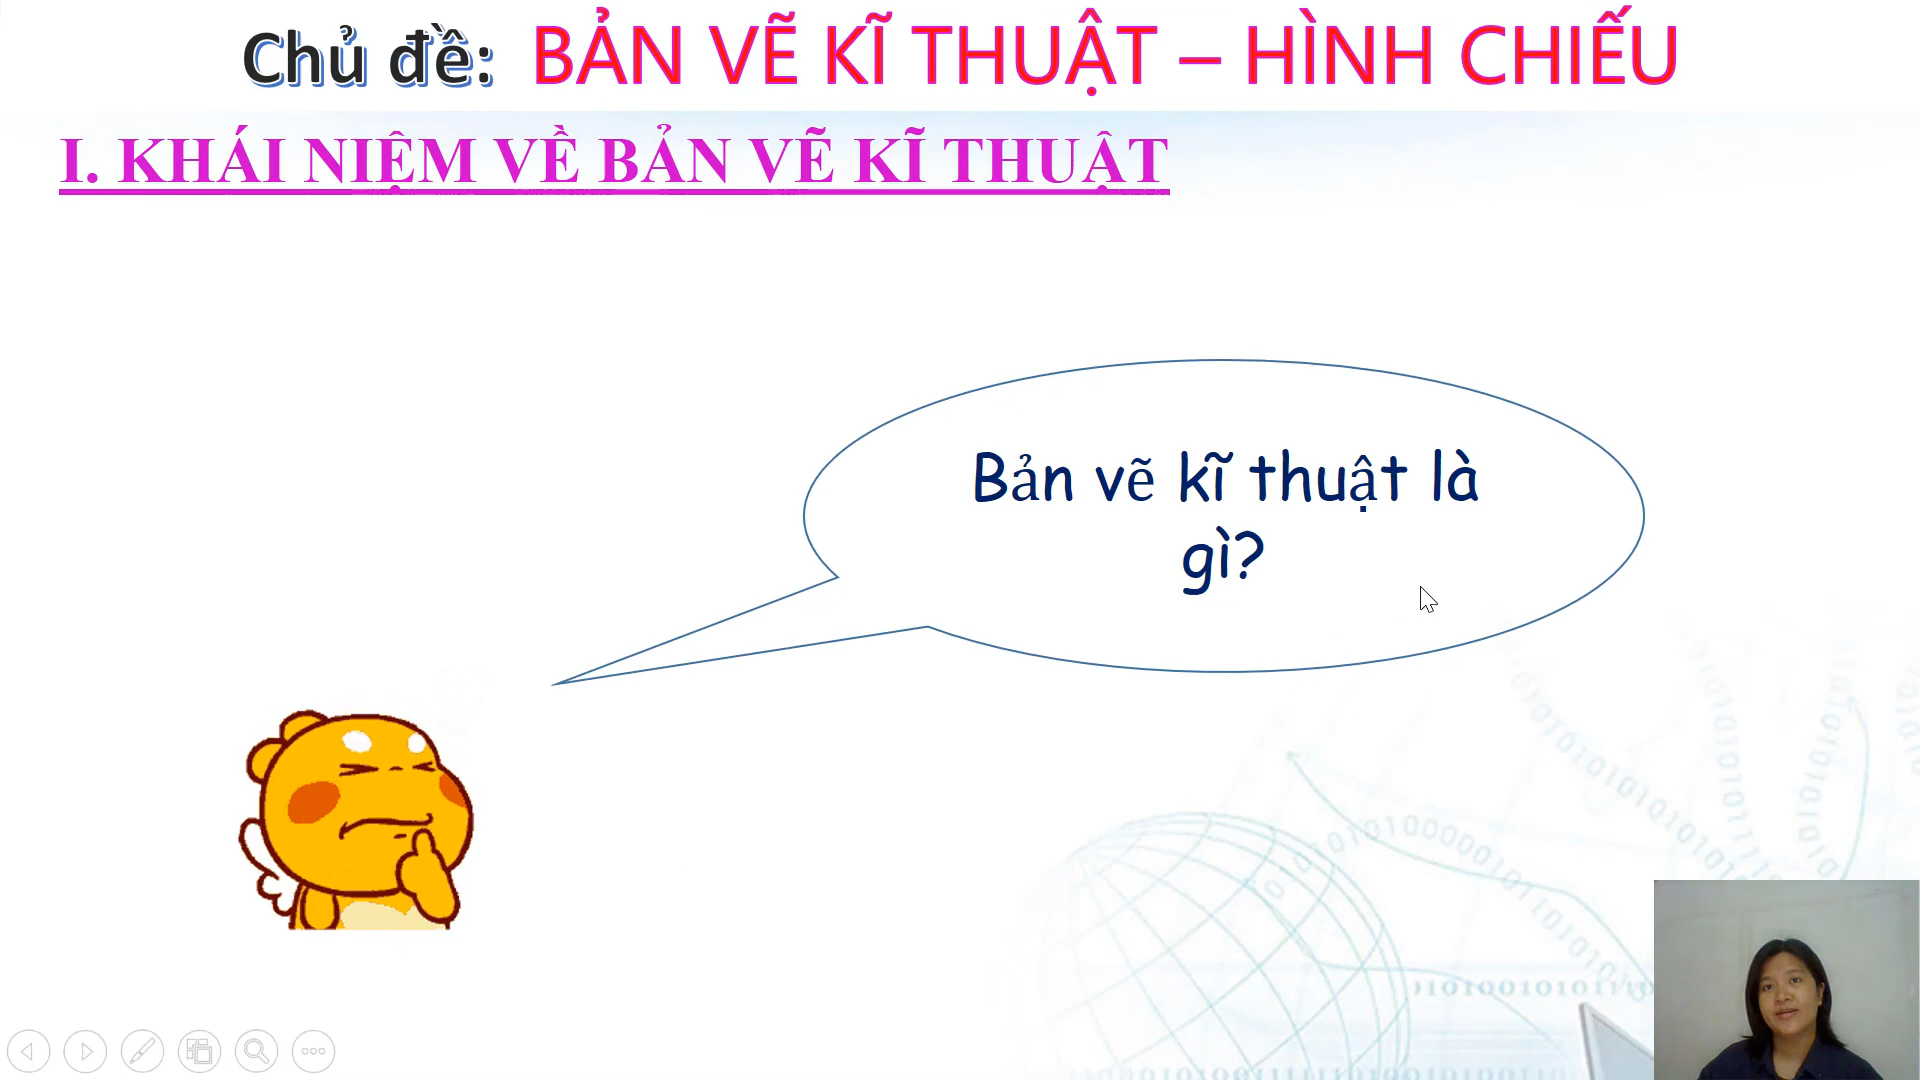 Chủ đề: BẢN VẼ KĨ THUẬT – HÌNH CHIẾU
I. KHÁI NIỆM VỀ BẢN VẼ KĨ THUẬT
Bản vẽ kĩ thuật là
gì?